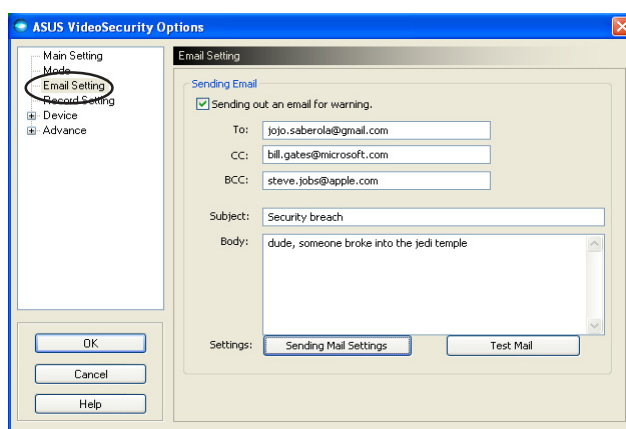 ASUS VideoSecurity Options
Main Setting
Mode
Email Setting
Record Setting
Device
Advance
OK
Cancel
Help
Email Setting
Sending Email
Sending out an email for warning.
To: jojo.saberola@gmail.com
CC: bill.gates@microsoft.com
BCC: steve.jobs@apple.com
Subject: Security breach
Body: dude, someone broke into the jedi temple
Settings: Sending Mail Settings Test Mail